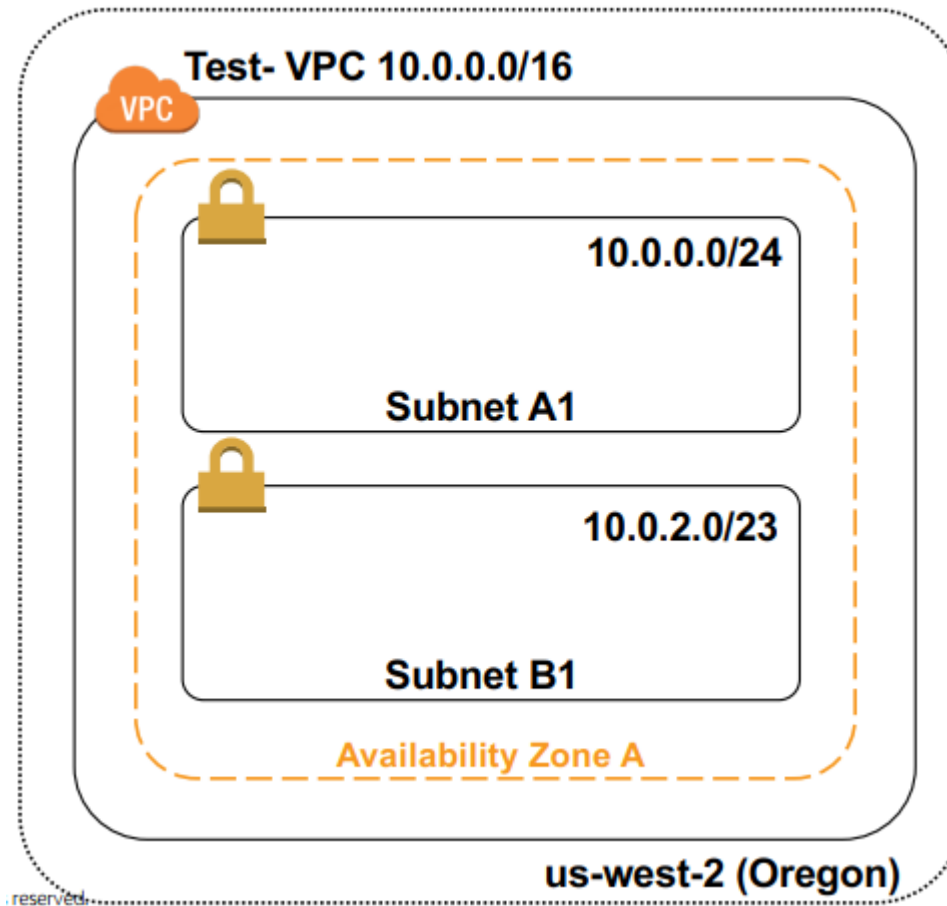 Test- VPC 10.0.0.0/16
VPC
10.0.0.0/24
Subnet A1
10.0.2.0/23
Subnet B1
Availability Zone A
us-west-2 (Oregon)
reserved.